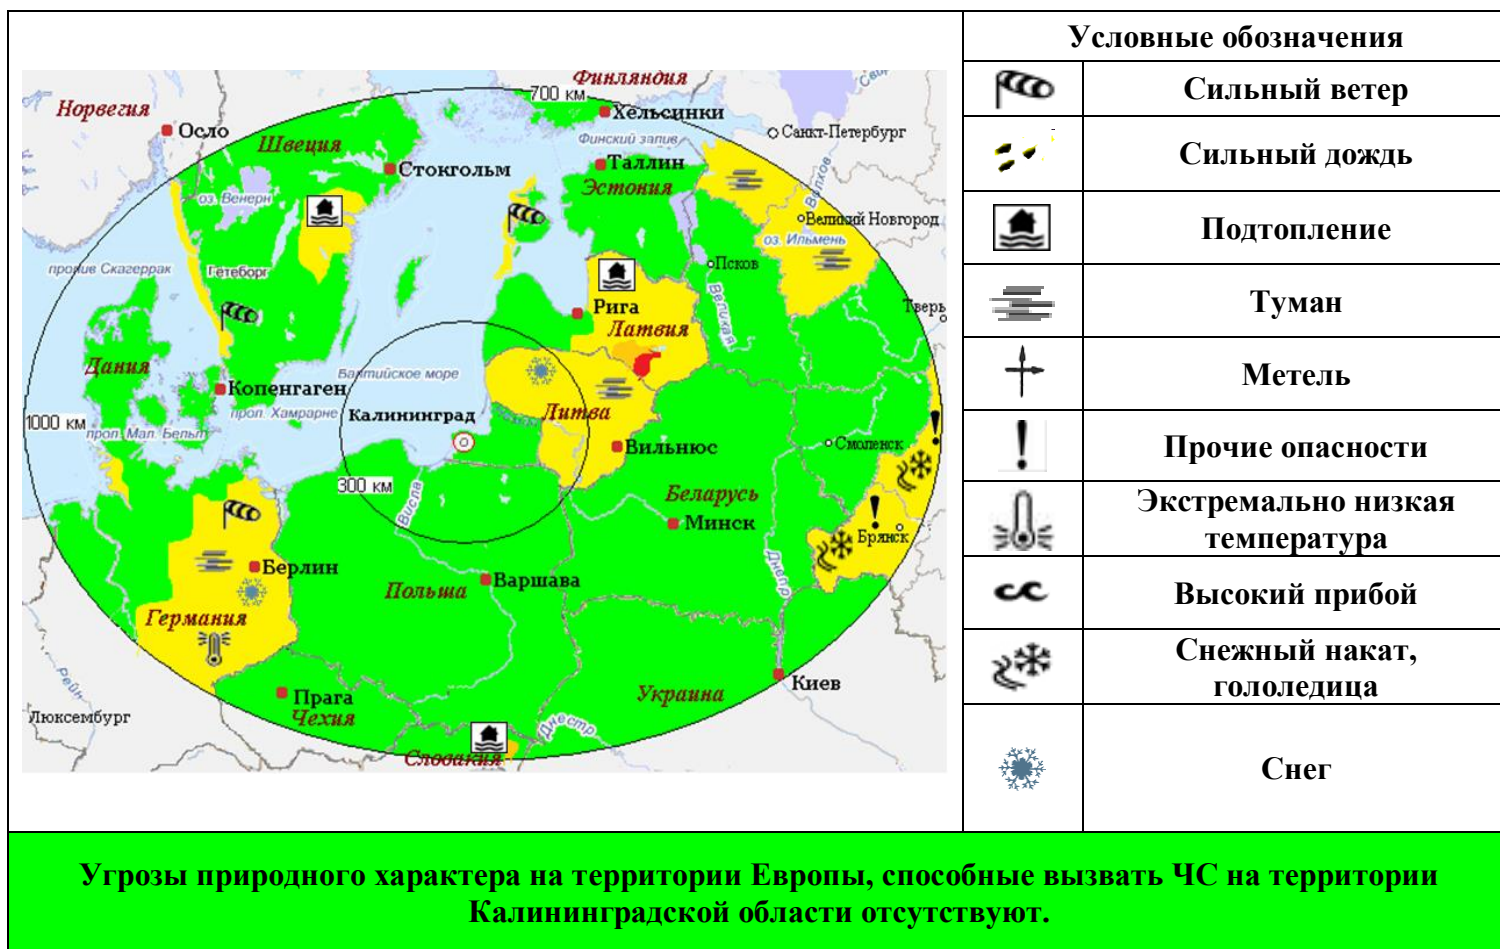 Условные обозначения
Сильный ветер
Сильный дождь
Подтопление
Туман
Метель
Прочие опасности
Экстремально низкая
температура
Высокий прибой
Снежный накат,
гололедица
Снег
Финляндия
700 км
Норвегия
Хельсинки
Осло
Санкт-Петербург
Швеция
Финский залив
Волхов
Таллин
Стокгольм
Эстония
оз. Венерн
Великий Новгород
оз. Ильмень
пролив Скагеррак
Гетеборг
Псков
Великая
Рига
Тверь
Латвия
Дания
Балтийское море
Копенгаген
Калининград
Литва
1000 км
прол. Хамрарне
прол. Мал. Бельт
Вильнюс
Смоленск
300 км
Висла
Беларусь
Минск
Брянск
Днепр
Берлин
Варшава
Польша
Германия
Рейн
Киев
Украина
Прага
Чехия
Люксембург
Днестр
Словакия
Угрозы природного характера на территории Европы, способные вызвать ЧС на территории
Калининградской области отсутствуют.